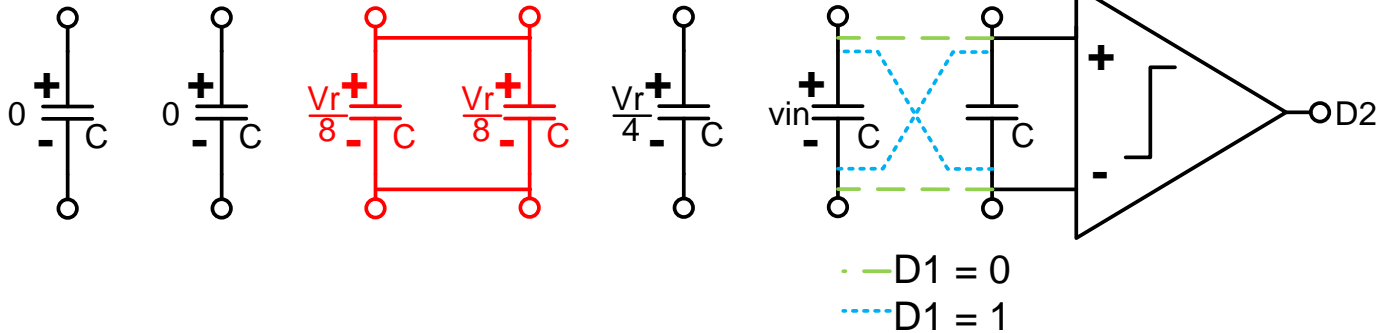 + + + + + + +
0 0 Vr/8 Vr/8 Vr/4 vin D2
- C - C - C - C - C - C C -
D1 = 0
D1 = 1